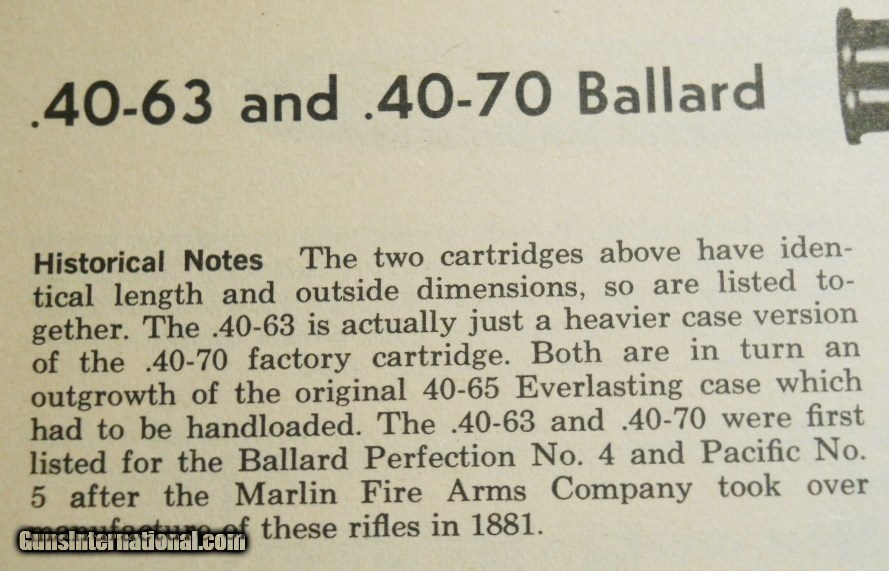 .40-63 and .40-70 Ballard
Historical Notes The two cartridges above have iden-
tical length and outside dimensions, so are listed to-
gether. The .40-63 is actually just a heavier case version
of the .40-70 factory cartridge. Both are in turn an
outgrowth of the original 40-65 Everlasting case which
had to be handloaded. The .40-63 and .40-70 were first
listed for the Ballard Perfection No. 4 and Pacific No.
5 after the Marlin Fire Arms Company took over
manufacture of these rifles in 1881.
GunsInternational.com